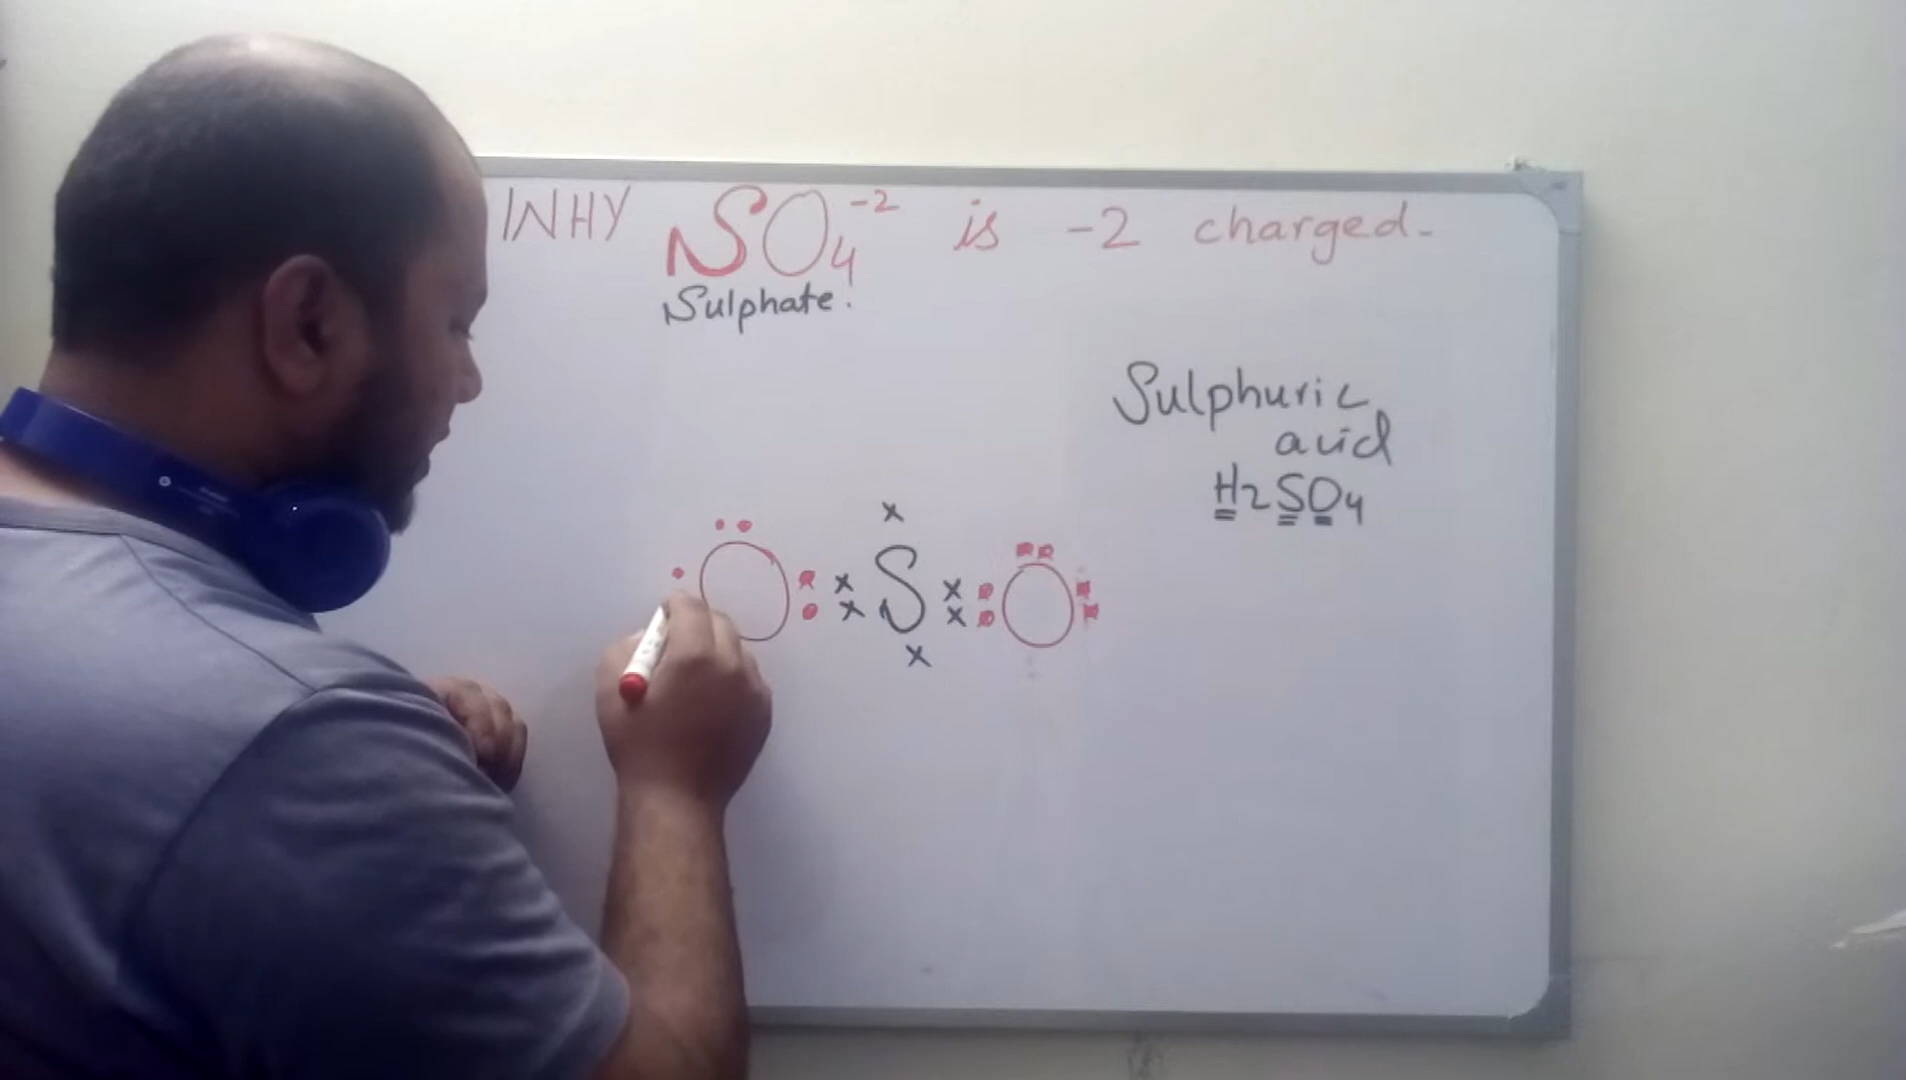 WHY SO4-2 is -2 charged.
Sulphate.
Sulphuric
acid
H2SO4
O S O